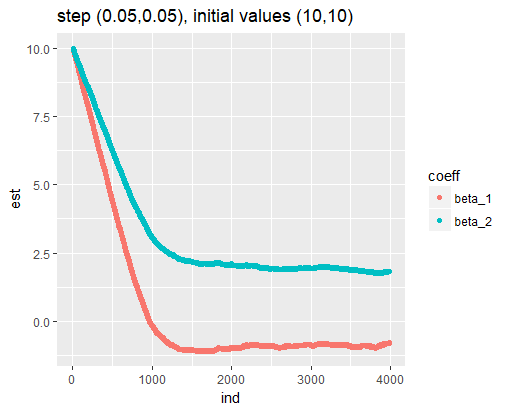 step (0.05,0.05), initial values (10,10)
10.0
7.5
5.0
2.5
0.0
est
0
1000
2000
3000
4000
ind
coeff
beta_1
beta_2